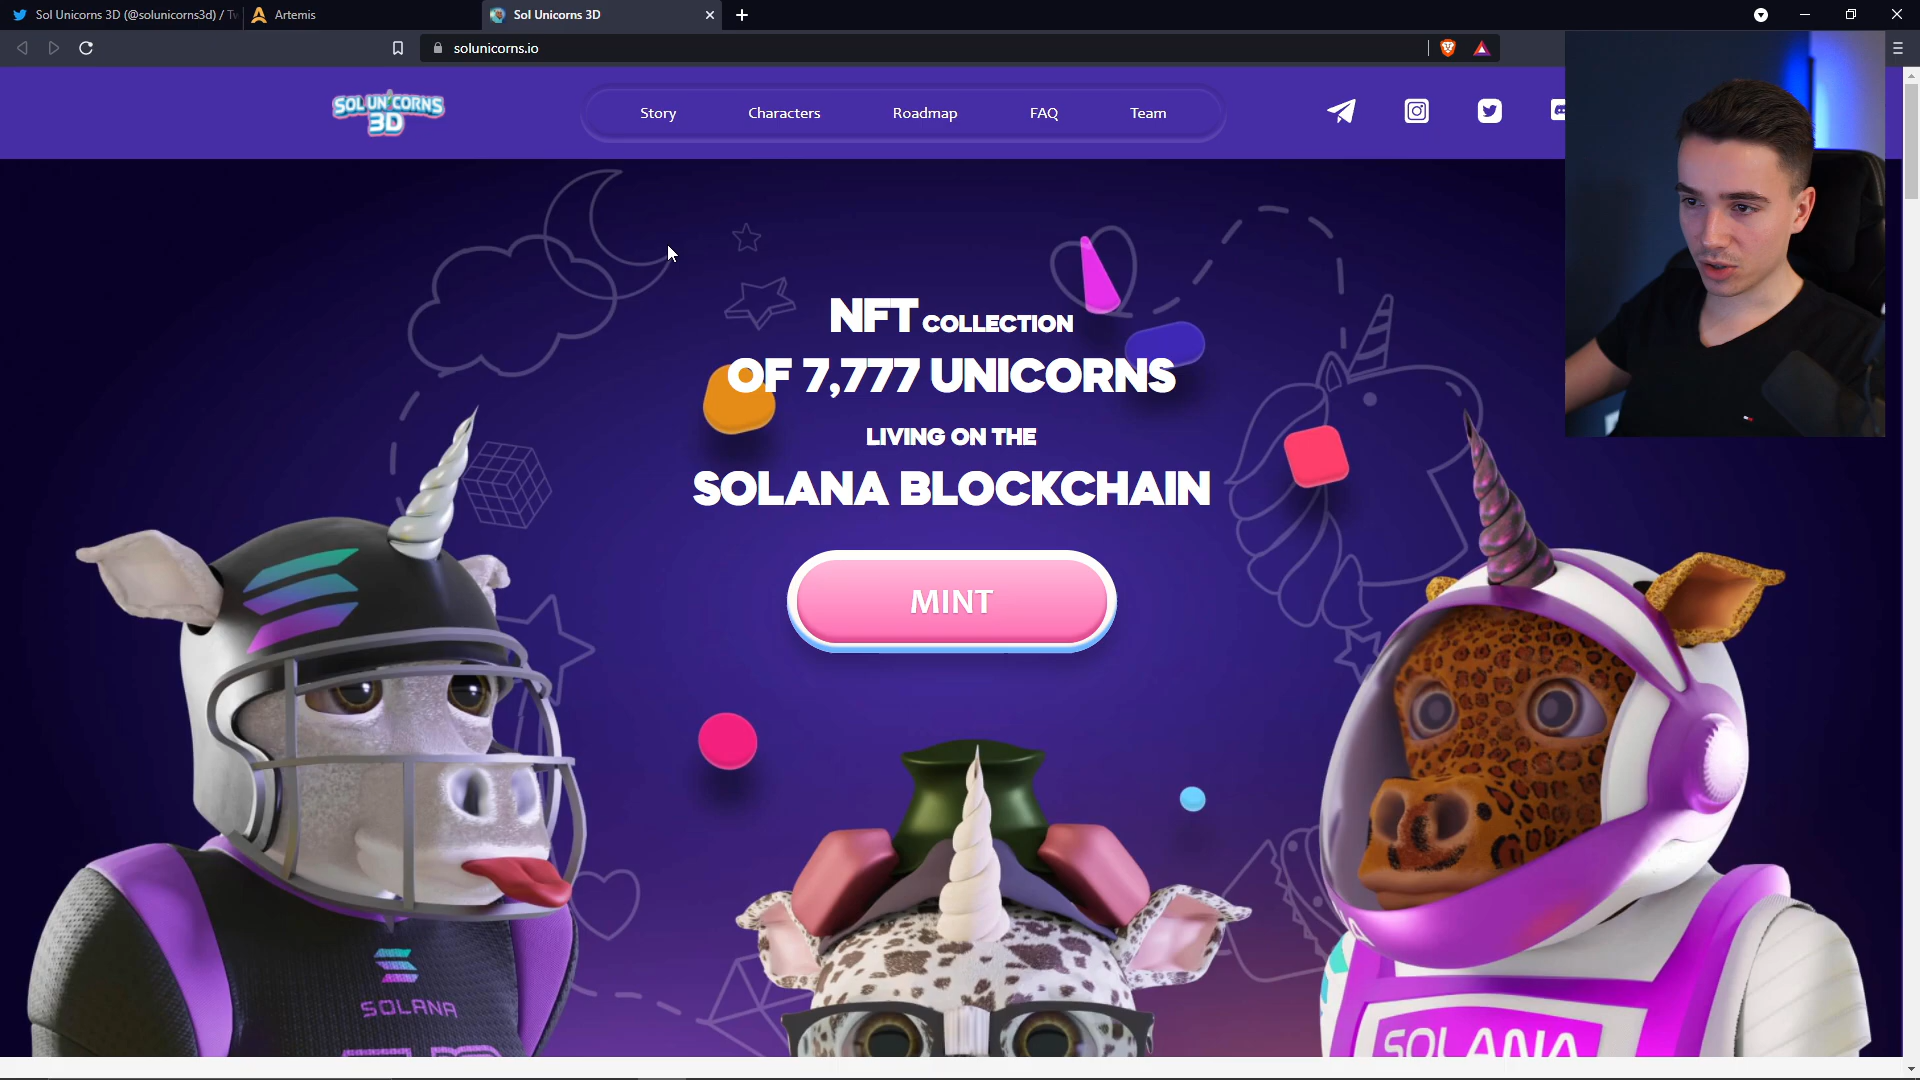 Sol Unicorns 3D (@solunicorns3d) / Tw
Artemis
Sol Unicorns 3D
solunicorns.io
SOL UNICORNS
3D
Story
Characters
Roadmap
FAQ
Team
NFT COLLECTION
OF 7,777 UNICORNS
LIVING ON THE
SOLANA BLOCKCHAIN
MINT
SOLANA
SOLANA